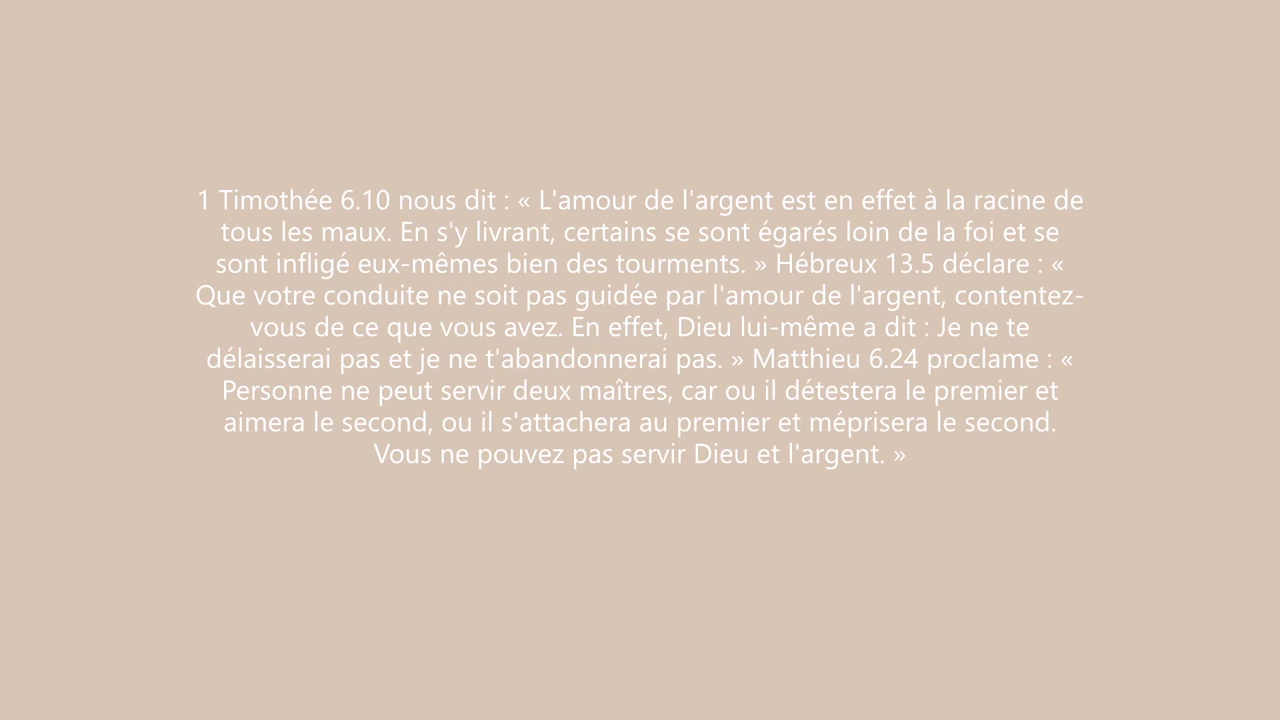 1 Timothée 6.10 nous dit : « L'amour de l'argent est en effet à la racine de
tous les maux. En s'y livrant, certains se sont égarés loin de la foi et se
sont infligé eux-mêmes bien des tourments. » Hébreux 13.5 déclare : «
Que votre conduite ne soit pas guidée par l'amour de l'argent, contentez-
vous de ce que vous avez. En effet, Dieu lui-même a dit : Je ne te
délaisserai pas et je ne t'abandonnerai pas. » Matthieu 6.24 proclame : «
Personne ne peut servir deux maîtres, car ou il détestera le premier et
aimera le second, ou il s'attachera au premier et méprisera le second.
Vous ne pouvez pas servir Dieu et l'argent. »